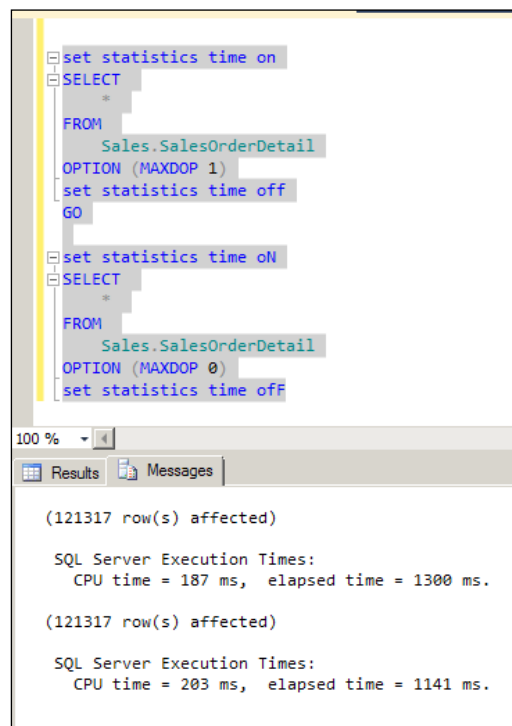 set statistics time on
SELECT
*
FROM
Sales.SalesOrderDetail
OPTION (MAXDOP 1)
set statistics time off
GO
set statistics time oN
SELECT
*
FROM
Sales.SalesOrderDetail
OPTION (MAXDOP 0)
set statistics time ofF
100 %
Results Messages
(121317 row(s) affected)
SQL Server Execution Times:
CPU time = 187 ms, elapsed time = 1300 ms.
(121317 row(s) affected)
SQL Server Execution Times:
CPU time = 203 ms, elapsed time = 1141 ms.